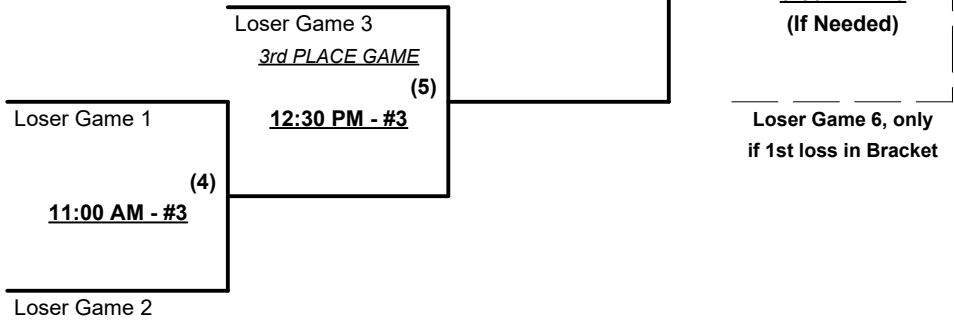 Loser Game 3
3rd PLACE GAME
(5)
12:30 PM - #3
Loser Game 1
(4)
11:00 AM - #3
Loser Game 2
(If Needed)
Loser Game 6, only
if 1st loss in Bracket